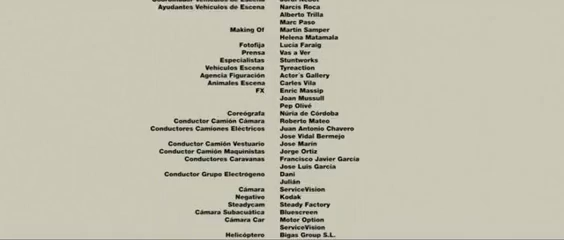 Ayudantes Vehículos de Escena Narcís Roca
Alberto Trilla
Marc Paso
Making Of Martin Samper
Helena Matamala
Fotofija Lucía Faraig
Prensa Vas a Ver
Especialistas Stuntworks
Vehículos Escena Tyreaction
Agencia Figuración Actor's Gallery
Animales Escena Carles Vila
FX Enric Massip
Joan Mussull
Pep Olivé
Coreógrafa Núria de Córdoba
Conductor Camión Cámara Roberto Mateo
Conductores Camiones Eléctricos Juan Antonio Chavero
Jose Vidal Bermejo
Conductor Camión Vestuario Jose Marín
Conductor Camión Maquinistas Jorge Ortiz
Conductores Caravanas Francisco Javier García
Jose Luis García
Conductor Grupo Electrógeno Dani
Julián
Cámara ServiceVision
Negativo Kodak
Steadycam Steady Factory
Cámara Subacuática Bluescreen
Cámara Car Motor Option
ServiceVision
Helicóptero Bigas Group S.L.